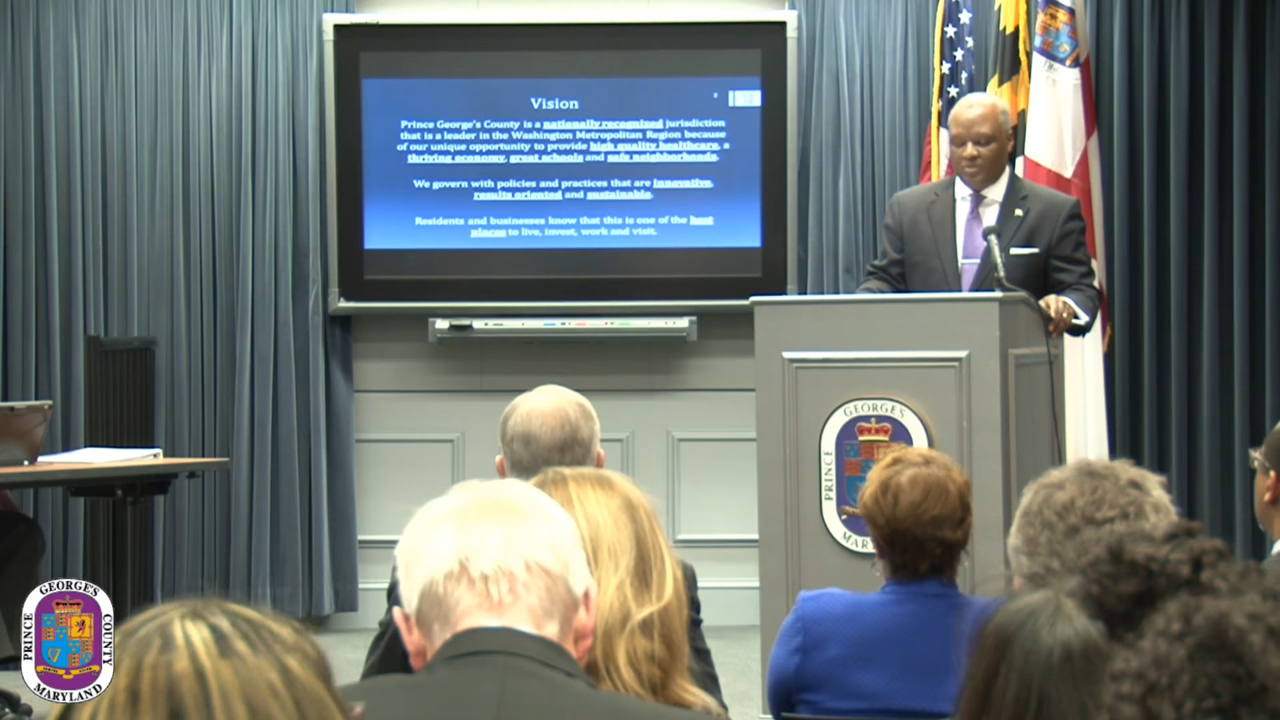 Vision
Prince George's County is a nationally recognized jurisdiction
that is a leader in the Washington Metropolitan Region because
of our unique opportunity to provide high quality healthcare, a
thriving economy, great schools and safe neighborhoods.
We govern with policies and practices that are innovative,
results oriented and sustainable.
Residents and businesses know that this is one of the best
places to live, invest, work and visit.
PRINCE
GEORGE'S
PRINCE
GEORGE'S
COUNTY
MARYLAND